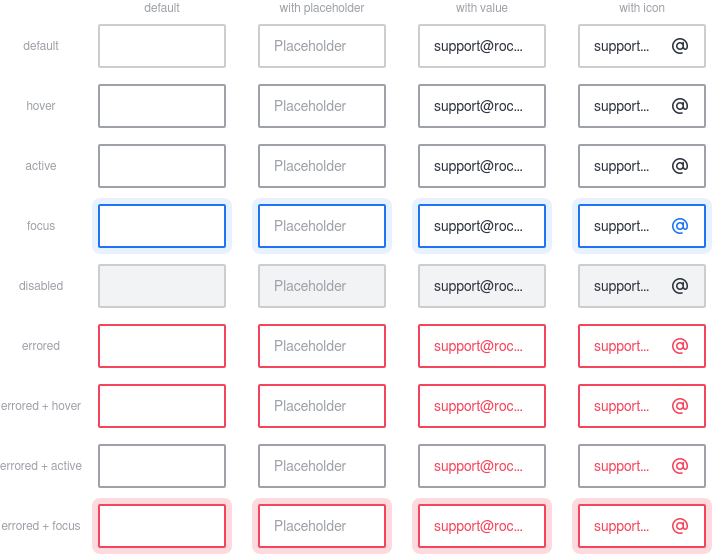 default with placeholder with value with icon
default Placeholder support@roc... support... @
hover Placeholder support@roc... support... @
active Placeholder support@roc... support... @
focus Placeholder support@roc... support... @
disabled Placeholder support@roc... support... @
errored Placeholder support@roc... support... @
errored + hover Placeholder support@roc... support... @
errored + active Placeholder support@roc... support... @
errored + focus Placeholder support@roc... support... @